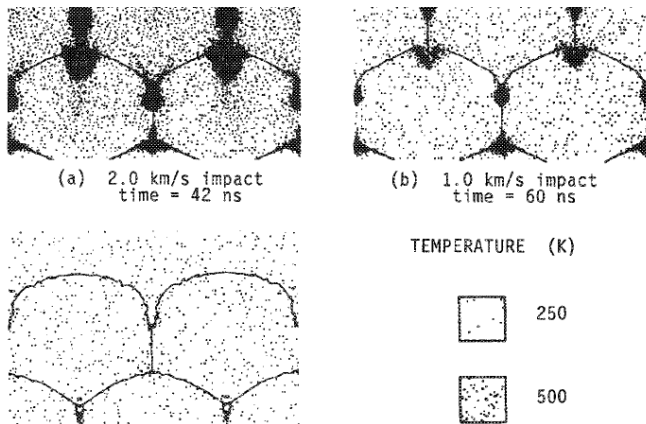 (a) 2.0 km/s impact
time = 42 ns
(b) 1.0 km/s impact
time = 60 ns
TEMPERATURE (K)
250
500